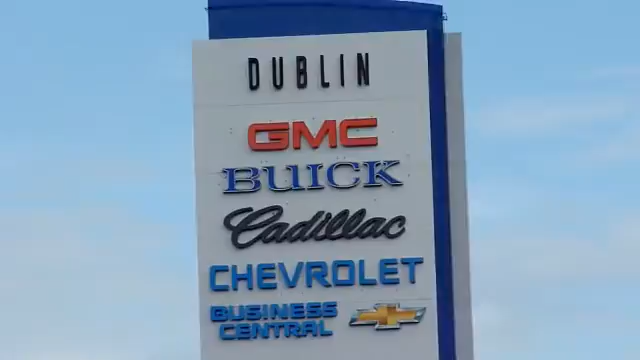 DUBLIN
GMC
BUICK
Cadillac
CHEVROLET
BUSINESS
CENTRAL